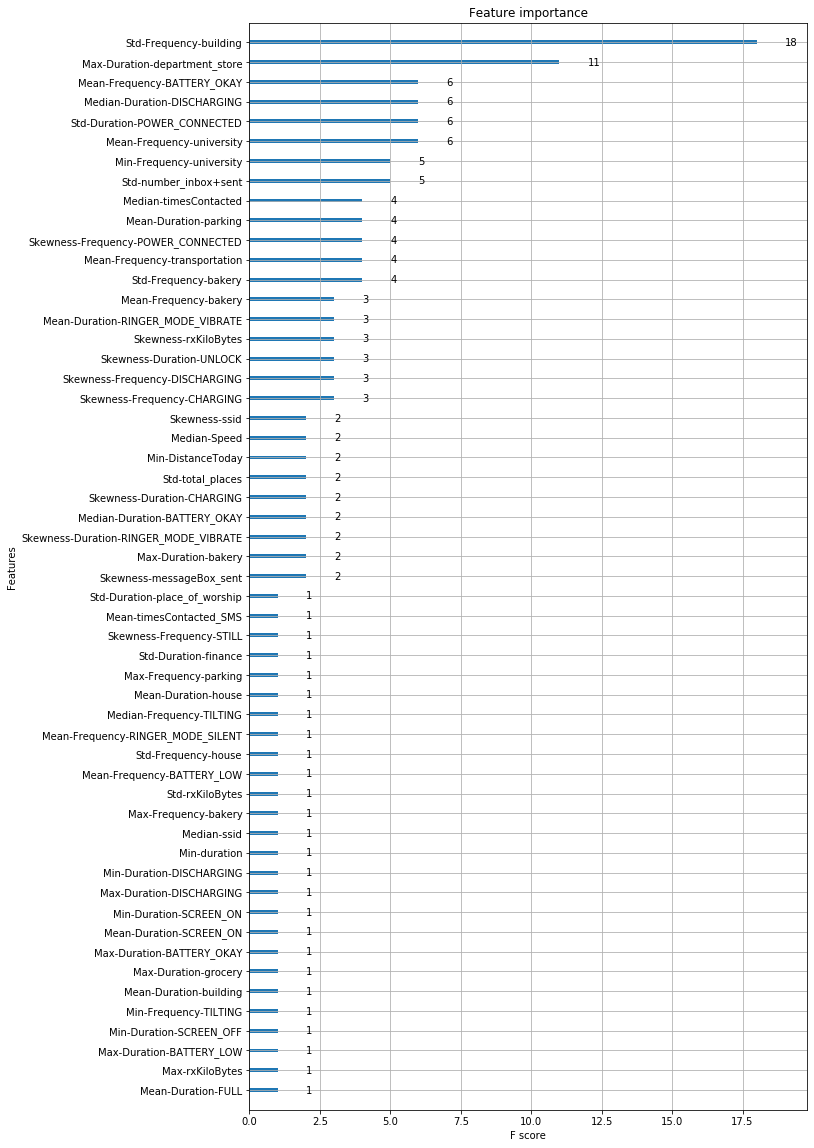 Feature importance
Std-Frequency-building 18
Max-Duration-department_store 11
Mean-Frequency-BATTERY_OKAY 6
Median-Duration-DISCHARGING 6
Std-Duration-POWER_CONNECTED 6
Mean-Frequency-university 6
Min-Frequency-university 5
Std-number_inbox+sent 5
Median-timesContacted 4
Mean-Duration-parking 4
Skewness-Frequency-POWER_CONNECTED 4
Mean-Frequency-transportation 4
Std-Frequency-bakery 4
Mean-Frequency-bakery 3
Mean-Duration-RINGER_MODE_VIBRATE 3
Skewness-rxKiloBytes 3
Skewness-Duration-UNLOCK 3
Skewness-Frequency-DISCHARGING 3
Skewness-Frequency-CHARGING 3
Skewness-ssid 2
Median-Speed 2
Min-DistanceToday 2
Std-total_places 2
Skewness-Duration-CHARGING 2
Median-Duration-BATTERY_OKAY 2
Skewness-Duration-RINGER_MODE_VIBRATE 2
Max-Duration-bakery 2
Skewness-messageBox_sent 2
Std-Duration-place_of_worship 1
Mean-timesContacted_SMS 1
Skewness-Frequency-STILL 1
Std-Duration-finance 1
Max-Frequency-parking 1
Mean-Duration-house 1
Median-Frequency-TILTING 1
Mean-Frequency-RINGER_MODE_SILENT 1
Std-Frequency-house 1
Mean-Frequency-BATTERY_LOW 1
Std-rxKiloBytes 1
Max-Frequency-bakery 1
Median-ssid 1
Min-duration 1
Min-Duration-DISCHARGING 1
Max-Duration-DISCHARGING 1
Min-Duration-SCREEN_ON 1
Mean-Duration-SCREEN_ON 1
Max-Duration-BATTERY_OKAY 1
Max-Duration-grocery 1
Mean-Duration-building 1
Min-Frequency-TILTING 1
Min-Duration-SCREEN_OFF 1
Max-Duration-BATTERY_LOW 1
Max-rxKiloBytes 1
Mean-Duration-FULL 1
Features
0.0 2.5 5.0 7.5 10.0 12.5 15.0 17.5
F score